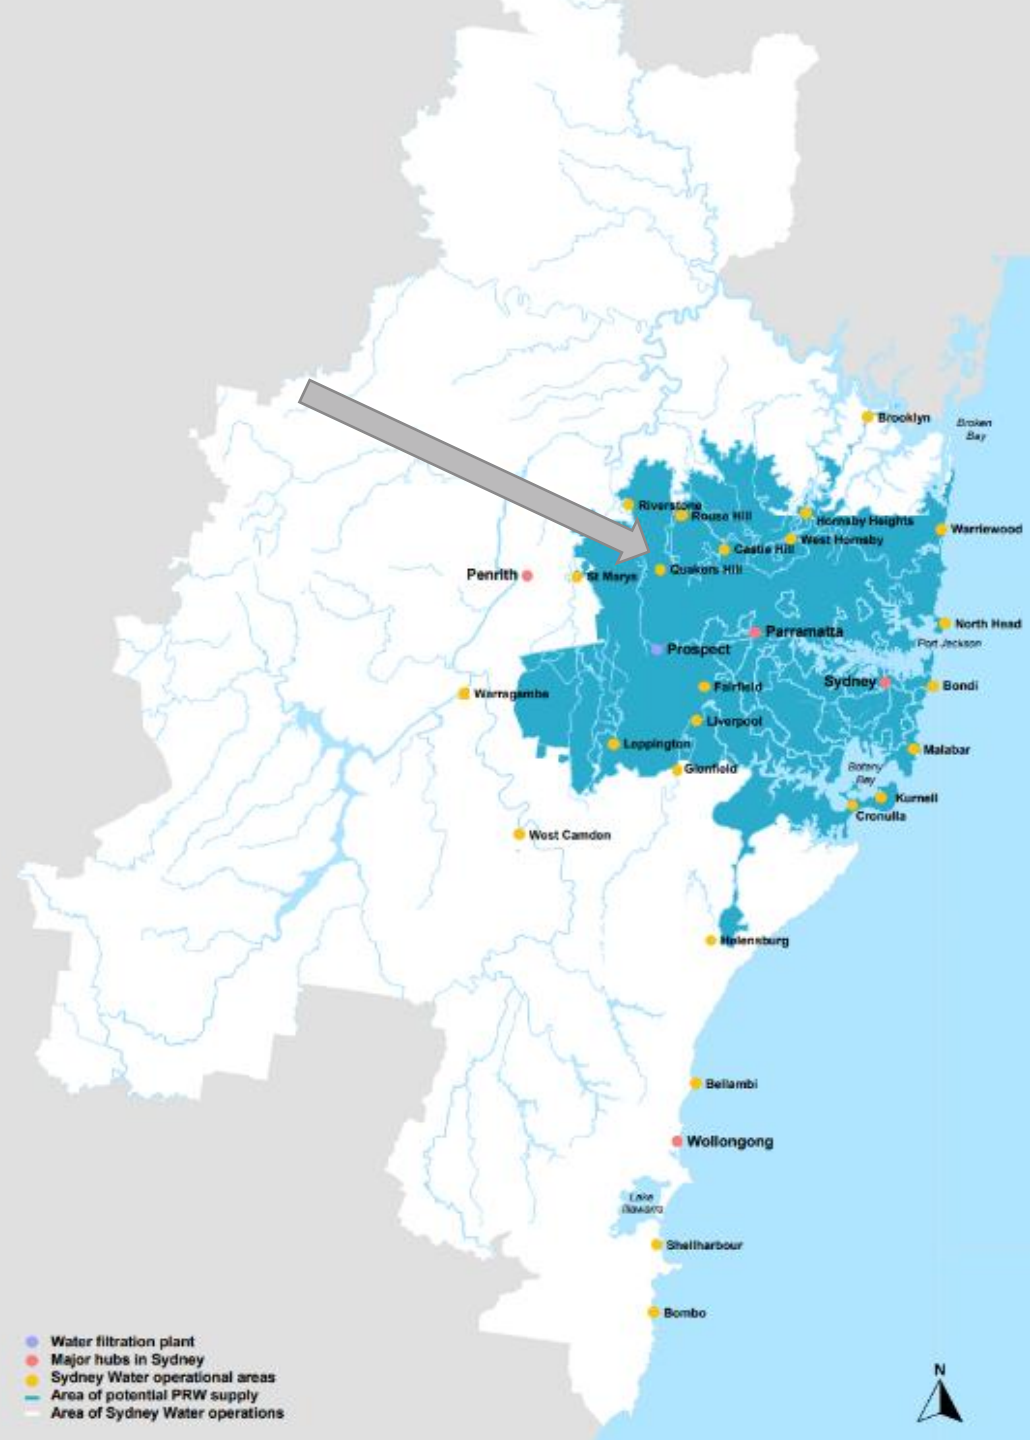 Brooklyn
Broken
Bay
Riverstone
Rouse Hill
Hornsby Heights
Warriewood
West Hornsby
Castle Hill
Quakers Hill
Penrith
St Marys
North Head
Parramatta
Port Jackson
Prospect
Sydney
Bondi
Fairfield
Warragamba
Liverpool
Leppington
Malabar
Glenfield
Botany
Bay
Kurnell
Cronulla
West Camden
Helensburg
Bellambi
Wollongong
Lake
Illawarra
Shellharbour
Bombo
Water filtration plant
Major hubs in Sydney
Sydney Water operational areas
Area of potential PRW supply
Area of Sydney Water operations
N